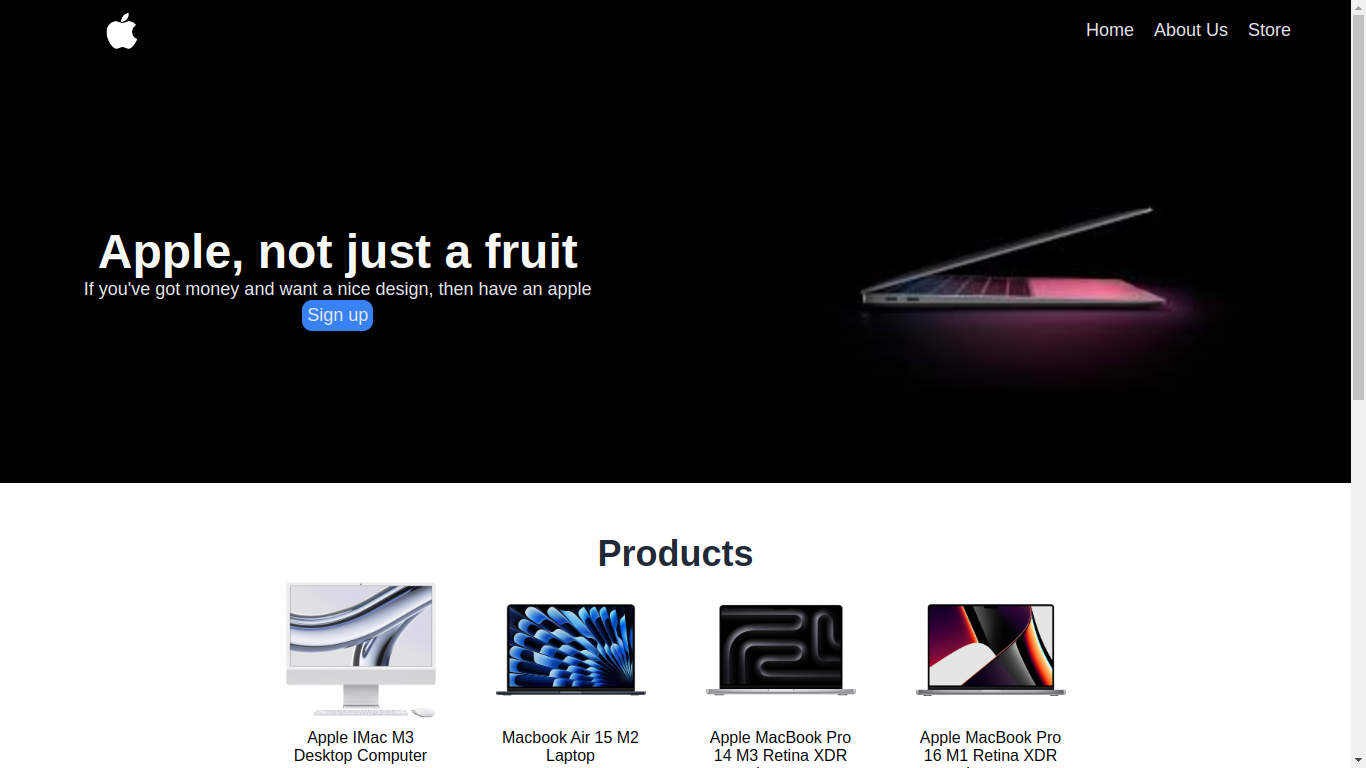 Home About Us Store
Apple, not just a fruit
If you've got money and want a nice design, then have an apple
Sign up
Products
Apple IMac M3
Desktop Computer
Macbook Air 15 M2
Laptop
Apple MacBook Pro
14 M3 Retina XDR
Apple MacBook Pro
16 M1 Retina XDR